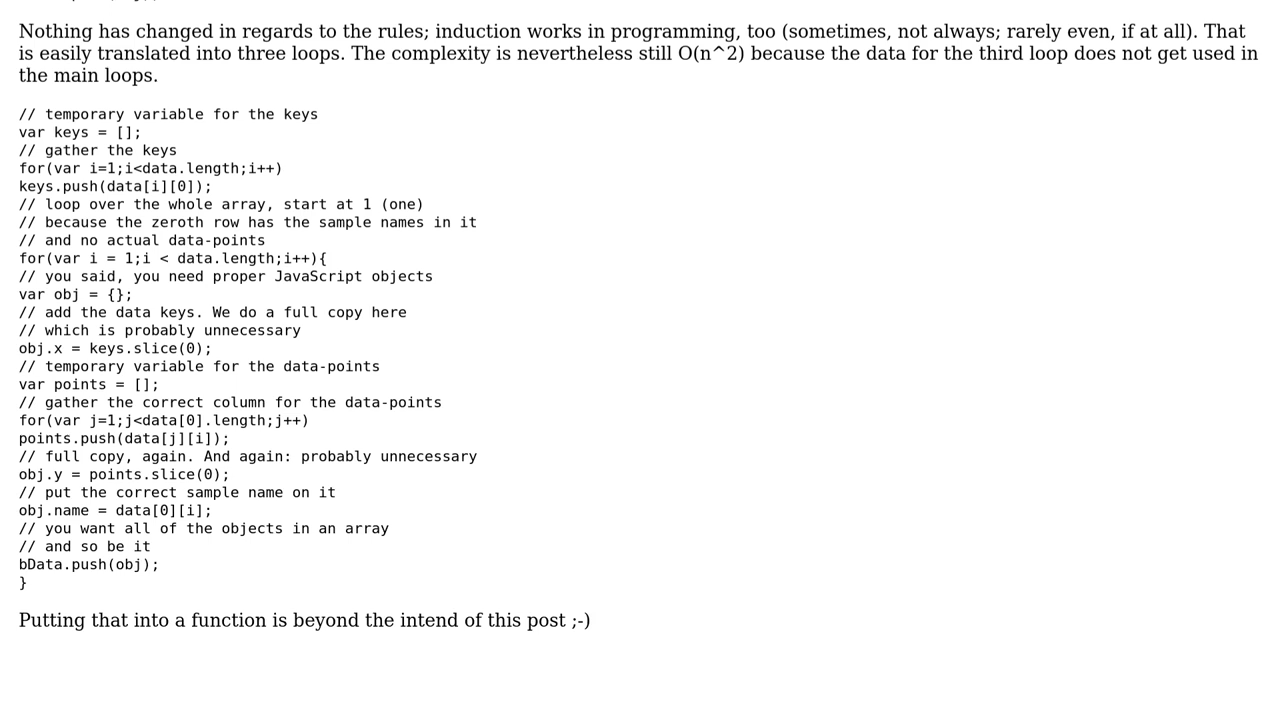 Nothing has changed in regards to the rules; induction works in programming, too (sometimes, not always; rarely even, if at all). That
is easily translated into three loops. The complexity is nevertheless still O(n^2) because the data for the third loop does not get used in
the main loops.
// temporary variable for the keys
var keys = [];
// gather the keys
for(var i=1;i<data.length;i++)
keys.push(data[i][0]);
// loop over the whole array, start at 1 (one)
// because the zeroth row has the sample names in it
// and no actual data-points
for(var i = 1;i < data.length;i++){
// you said, you need proper JavaScript objects
var obj = {};
// add the data keys. We do a full copy here
// which is probably unnecessary
obj.x = keys.slice(0);
// temporary variable for the data-points
var points = [];
// gather the correct column for the data-points
for(var j=1;j<data[0].length;j++)
points.push(data[j][i]);
// full copy, again. And again: probably unnecessary
obj.y = points.slice(0);
// put the correct sample name on it
obj.name = data[0][i];
// you want all of the objects in an array
// and so be it
bData.push(obj);
}
Putting that into a function is beyond the intend of this post ;-)